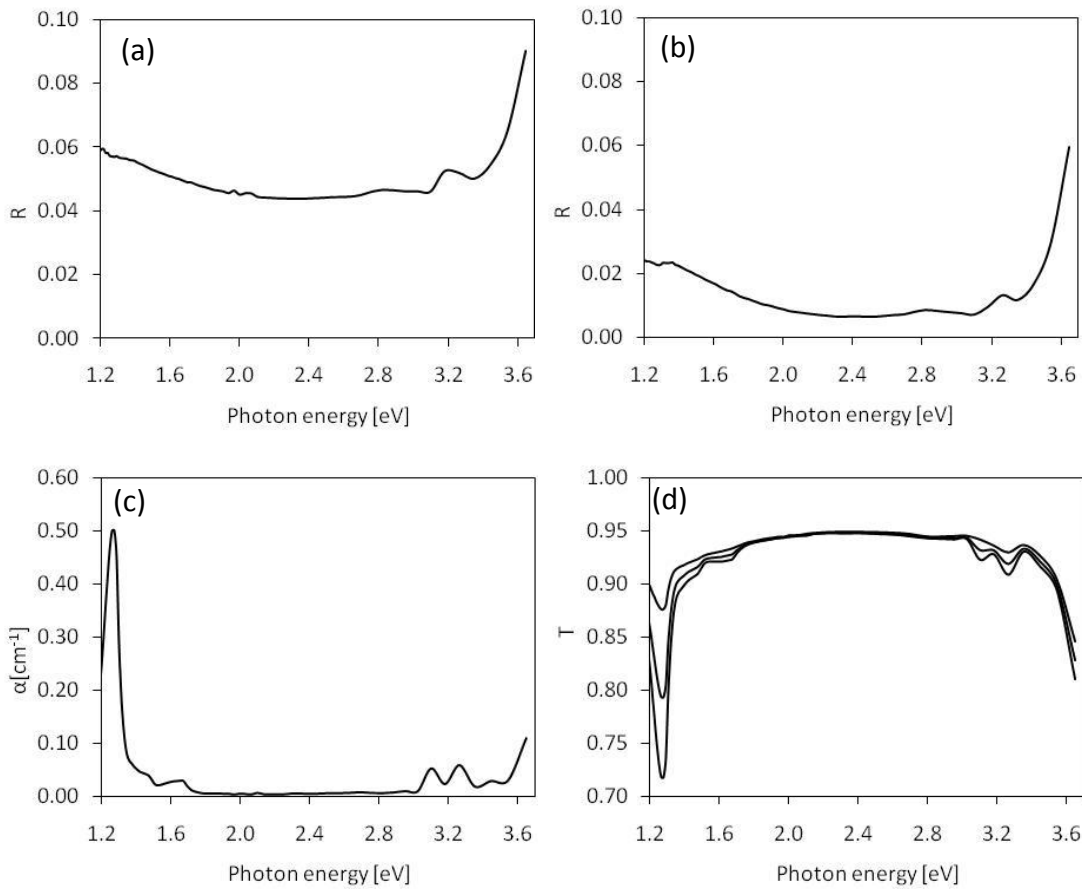 (a)
0.10
0.08
0.06
0.04
0.02
0.00
R
1.2 1.6 2.0 2.4 2.8 3.2 3.6
Photon energy [eV]
(b)
0.10
0.08
0.06
0.04
0.02
0.00
R
1.2 1.6 2.0 2.4 2.8 3.2 3.6
Photon energy [eV]
(c)
0.60
0.50
0.40
0.30
0.20
0.10
0.00
α[cm-1]
1.2 1.6 2.0 2.4 2.8 3.2 3.6
Photon energy [eV]
(d)
1.00
0.95
0.90
0.85
0.80
0.75
0.70
T
1.2 1.6 2.0 2.4 2.8 3.2 3.6
Photon energy [eV]